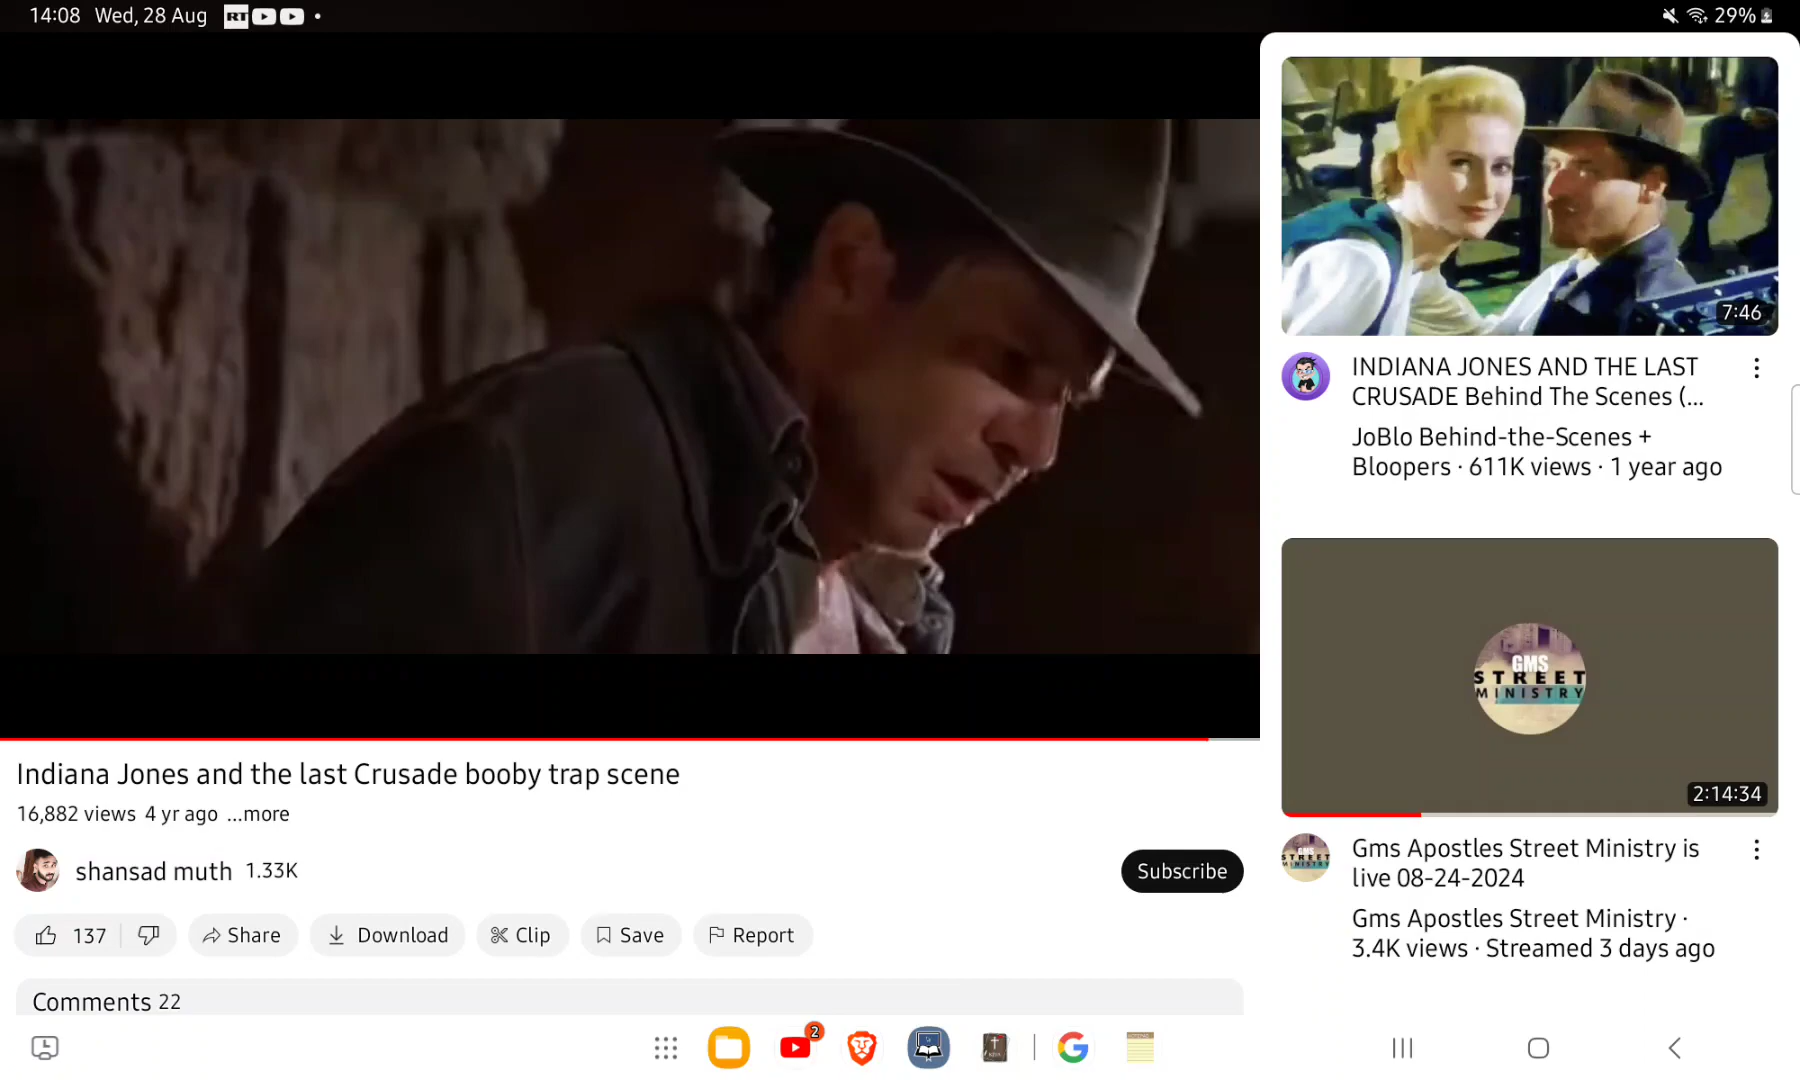 14:08 Wed, 28 Aug RT
29%
7:46
INDIANA JONES AND THE LAST
CRUSADE Behind The Scenes (...
JoBlo Behind-the-Scenes +
Bloopers · 611K views · 1 year ago
GMS
STREET
MINISTRY
2:14:34
GMS
STREET
MINISTRY
Gms Apostles Street Ministry is
live 08-24-2024
Gms Apostles Street Ministry ·
3.4K views · Streamed 3 days ago
Indiana Jones and the last Crusade booby trap scene
16,882 views 4 yr ago ...more
shansad muth 1.33K
Subscribe
137 Share Download Clip Save Report
Comments 22
2